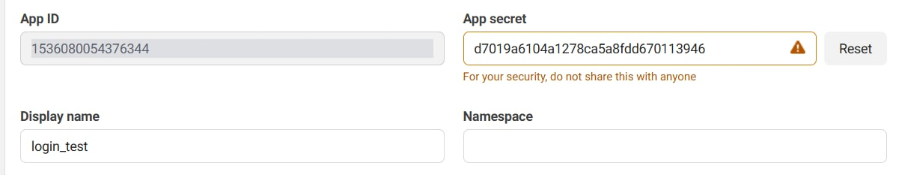 App ID
App secret
1536080054376344
d7019a6104a1278ca5a8fdd670113946
Reset
For your security, do not share this with anyone
Display name
Namespace
login_test